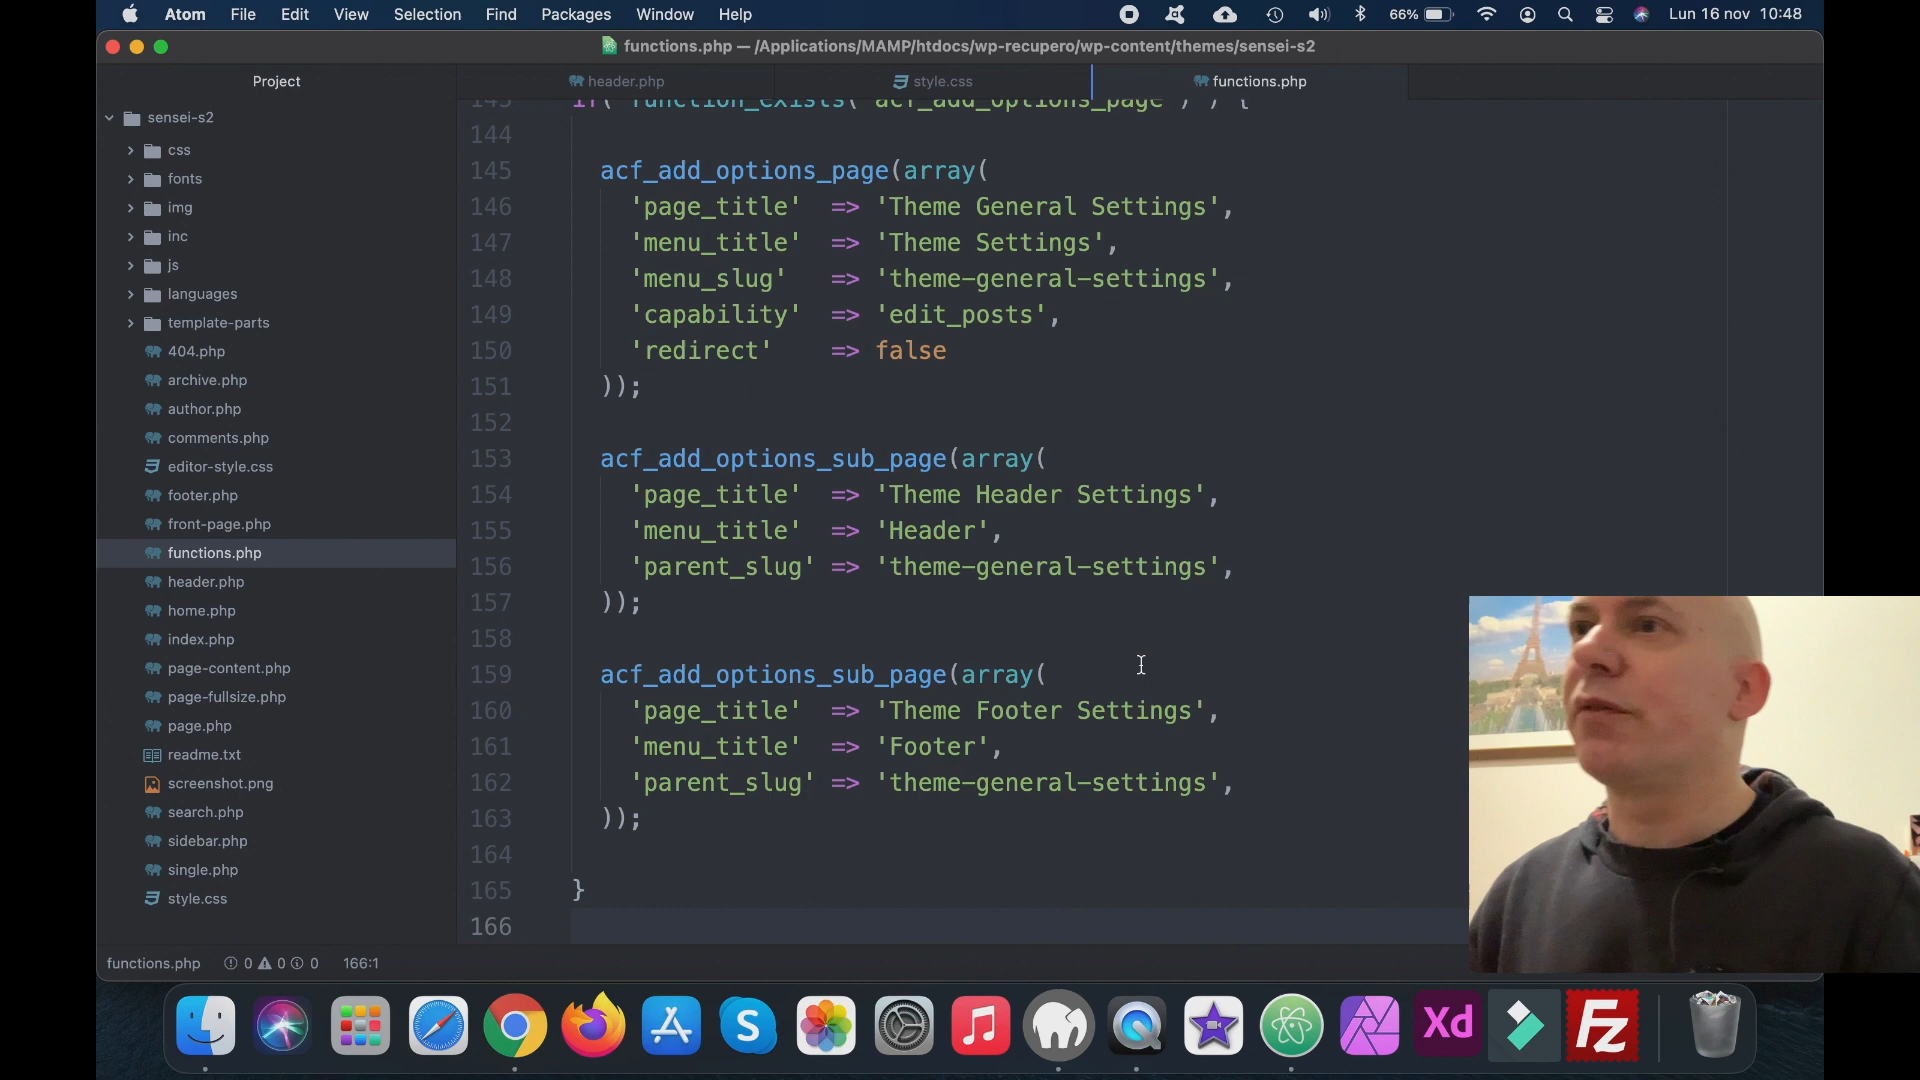 Atom File Edit View Selection Find Packages Window Help 66% Lun 16 nov 10:48
functions.php — /Applications/MAMP/htdocs/wp-recupero/wp-content/themes/sensei-s2
Project
header.php
style.css
functions.php
sensei-s2
css
fonts
img
inc
js
languages
template-parts
404.php
archive.php
author.php
comments.php
editor-style.css
footer.php
front-page.php
functions.php
header.php
home.php
index.php
page-content.php
page-fullsize.php
page.php
readme.txt
screenshot.png
search.php
sidebar.php
single.php
style.css
143 if( function_exists('acf_add_options_page') ) {
144
145 acf_add_options_page(array(
146 'page_title' => 'Theme General Settings',
147 'menu_title' => 'Theme Settings',
148 'menu_slug' => 'theme-general-settings',
149 'capability' => 'edit_posts',
150 'redirect' => false
151 ));
152
153 acf_add_options_sub_page(array(
154 'page_title' => 'Theme Header Settings',
155 'menu_title' => 'Header',
156 'parent_slug' => 'theme-general-settings',
157 ));
158
159 acf_add_options_sub_page(array(
160 'page_title' => 'Theme Footer Settings',
161 'menu_title' => 'Footer',
162 'parent_slug' => 'theme-general-settings',
163 ));
164
165 }
166
functions.php 0 0 0 166:1
S
Xd
Fz